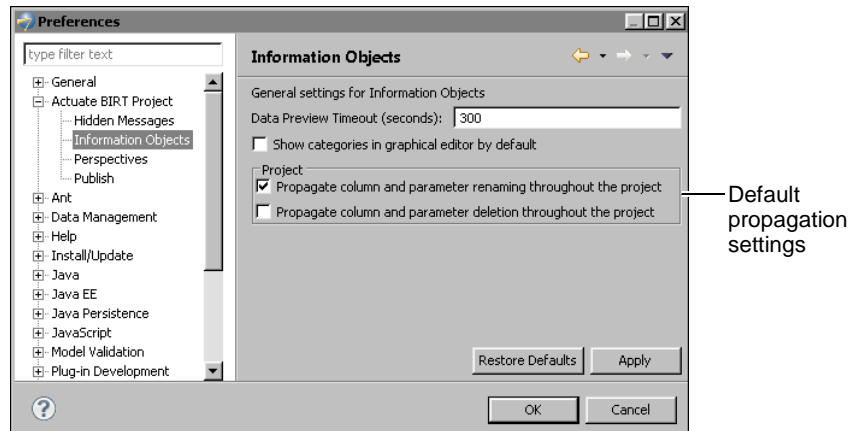 Preferences
type filter text
General
Actuate BIRT Project
Hidden Messages
Information Objects
Perspectives
Publish
Ant
Data Management
Help
Install/Update
Java
Java EE
Java Persistence
JavaScript
Model Validation
Plug-in Development
Information Objects
General settings for Information Objects
Data Preview Timeout (seconds): 300
Show categories in graphical editor by default
Project
Propagate column and parameter renaming throughout the project
Propagate column and parameter deletion throughout the project
Restore Defaults Apply
? OK Cancel
Default
propagation
settings